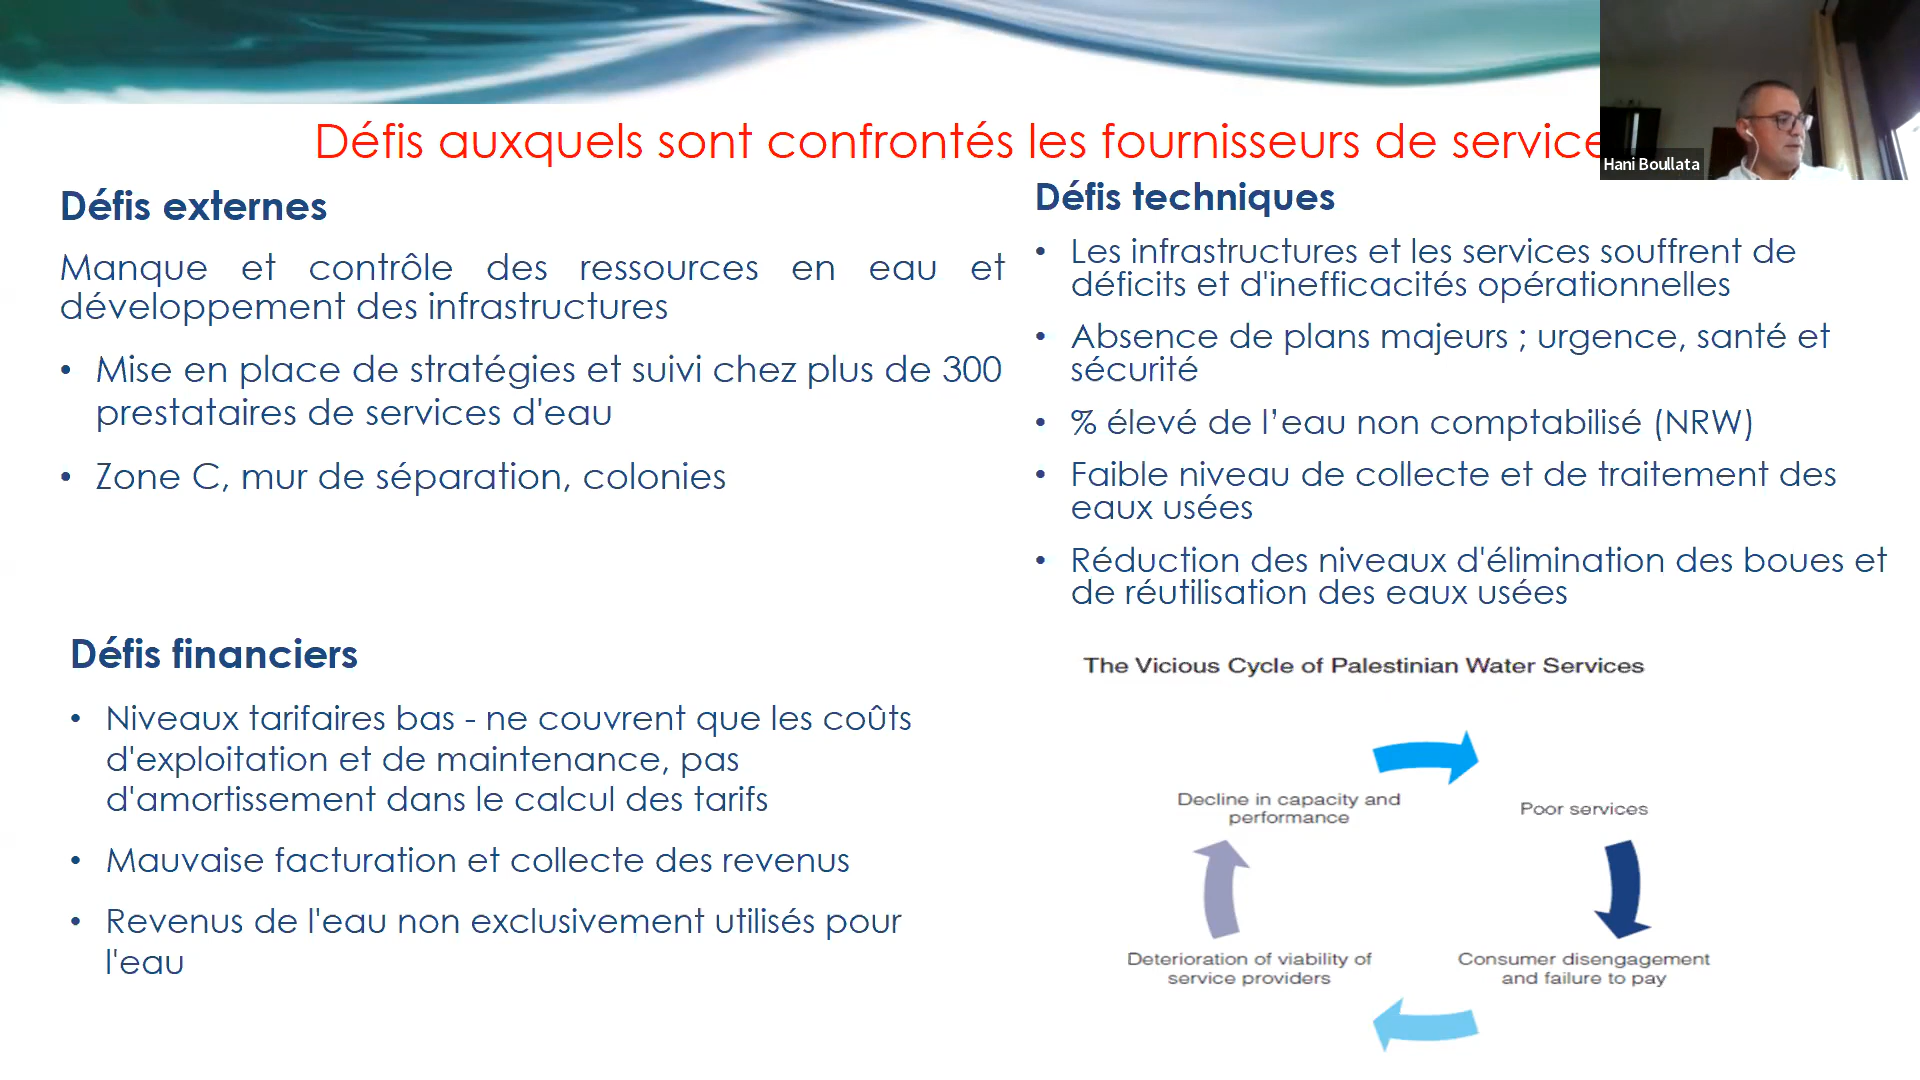 Défis auxquels sont confrontés les fournisseurs de service
Hani Boullata
Défis externes
Manque et contrôle des ressources en eau et
développement des infrastructures
• Mise en place de stratégies et suivi chez plus de 300
prestataires de services d'eau
• Zone C, mur de séparation, colonies
Défis financiers
• Niveaux tarifaires bas - ne couvrent que les coûts
d'exploitation et de maintenance, pas
d'amortissement dans le calcul des tarifs
• Mauvaise facturation et collecte des revenus
• Revenus de l'eau non exclusivement utilisés pour
l'eau
Défis techniques
• Les infrastructures et les services souffrent de
déficits et d'inefficacités opérationnelles
• Absence de plans majeurs ; urgence, santé et
sécurité
• % élevé de l’eau non comptabilisé (NRW)
• Faible niveau de collecte et de traitement des
eaux usées
• Réduction des niveaux d'élimination des boues et
de réutilisation des eaux usées
The Vicious Cycle of Palestinian Water Services
Decline in capacity and
performance
Poor services
Consumer disengagement
and failure to pay
Deterioration of viability of
service providers